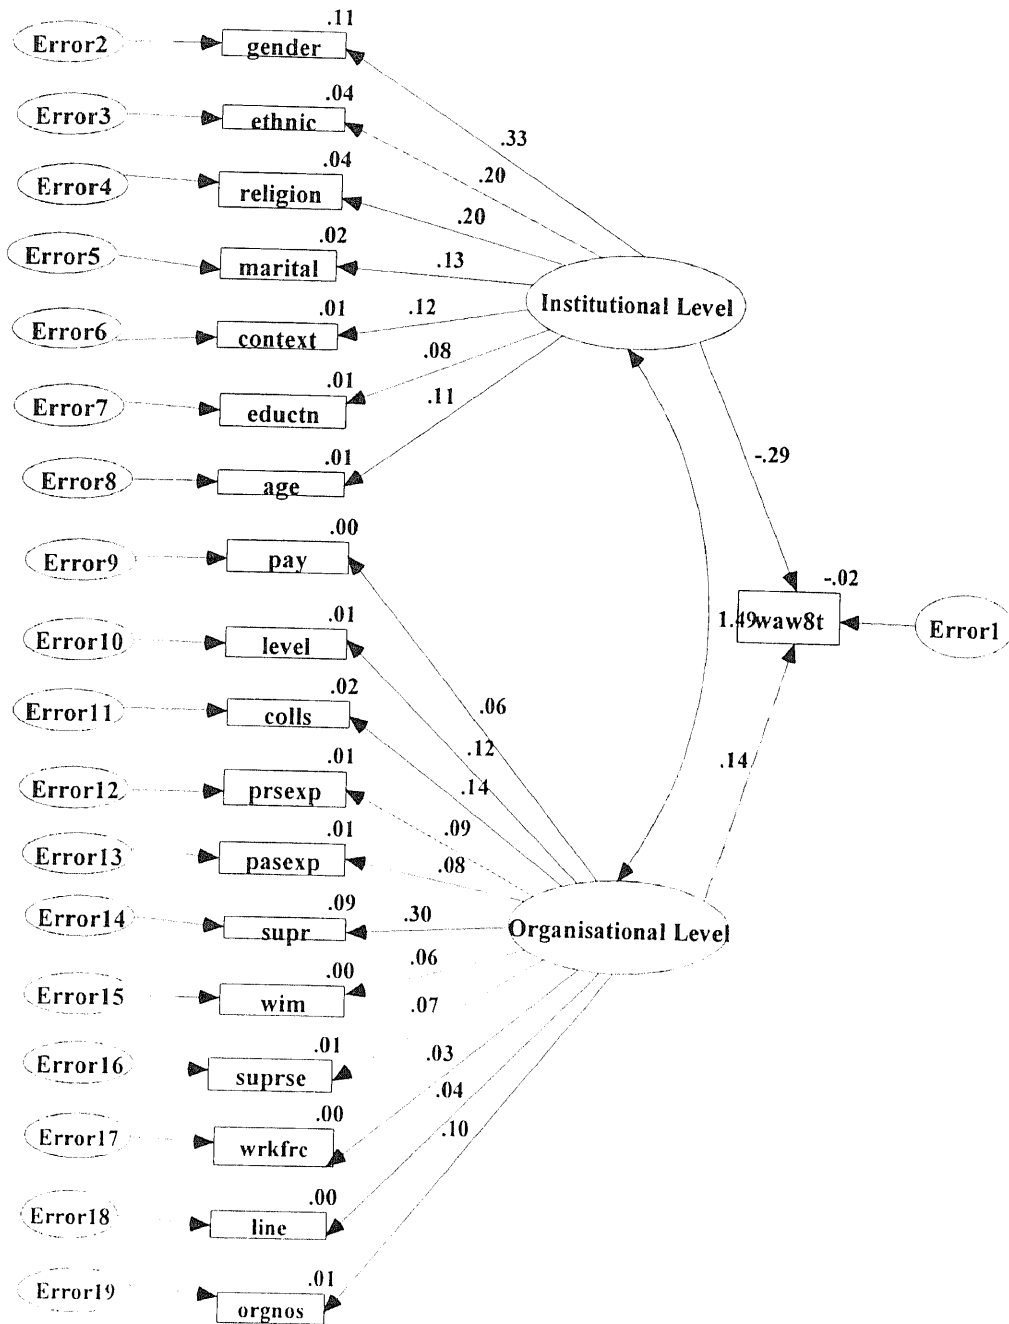 .11
Error2
gender
.04
Error3
ethnic
.33
.04
.20
Error4
religion
.20
.02
Error5
marital
.13
Institutional Level
.01
.12
Error6
context
.08
.01
Error7
eductn
.11
.01
-.29
Error8
age
.00
Error9
pay
-.02
.01
1.49
waw8t
Error1
Error10
level
.02
.06
Error11
colls
.12
.01
.14
.14
Error12
prsexp
.09
.01
Error13
pasexp
.08
.09
.30
Error14
supr
Organisational Level
.06
.00
Error15
wim
.07
.01
.03
Error16
suprse
.04
.00
.10
Error17
wrkfrc
.00
Error18
line
.01
Error19
orgnos